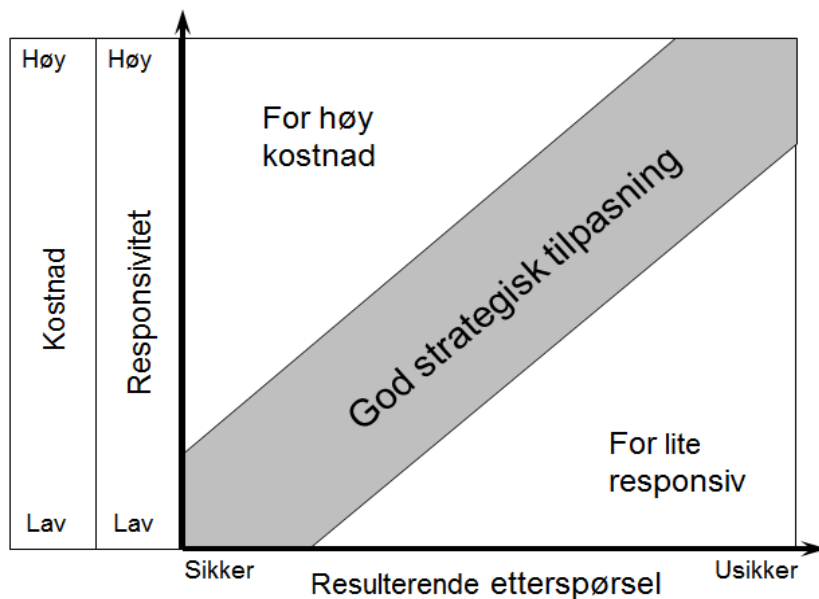 Høy
Høy
For høy
kostnad
God strategisk tilpasning
Kostnad
Responsivitet
For lite
responsiv
Lav
Lav
Sikker
Resulterende etterspørsel
Usikker